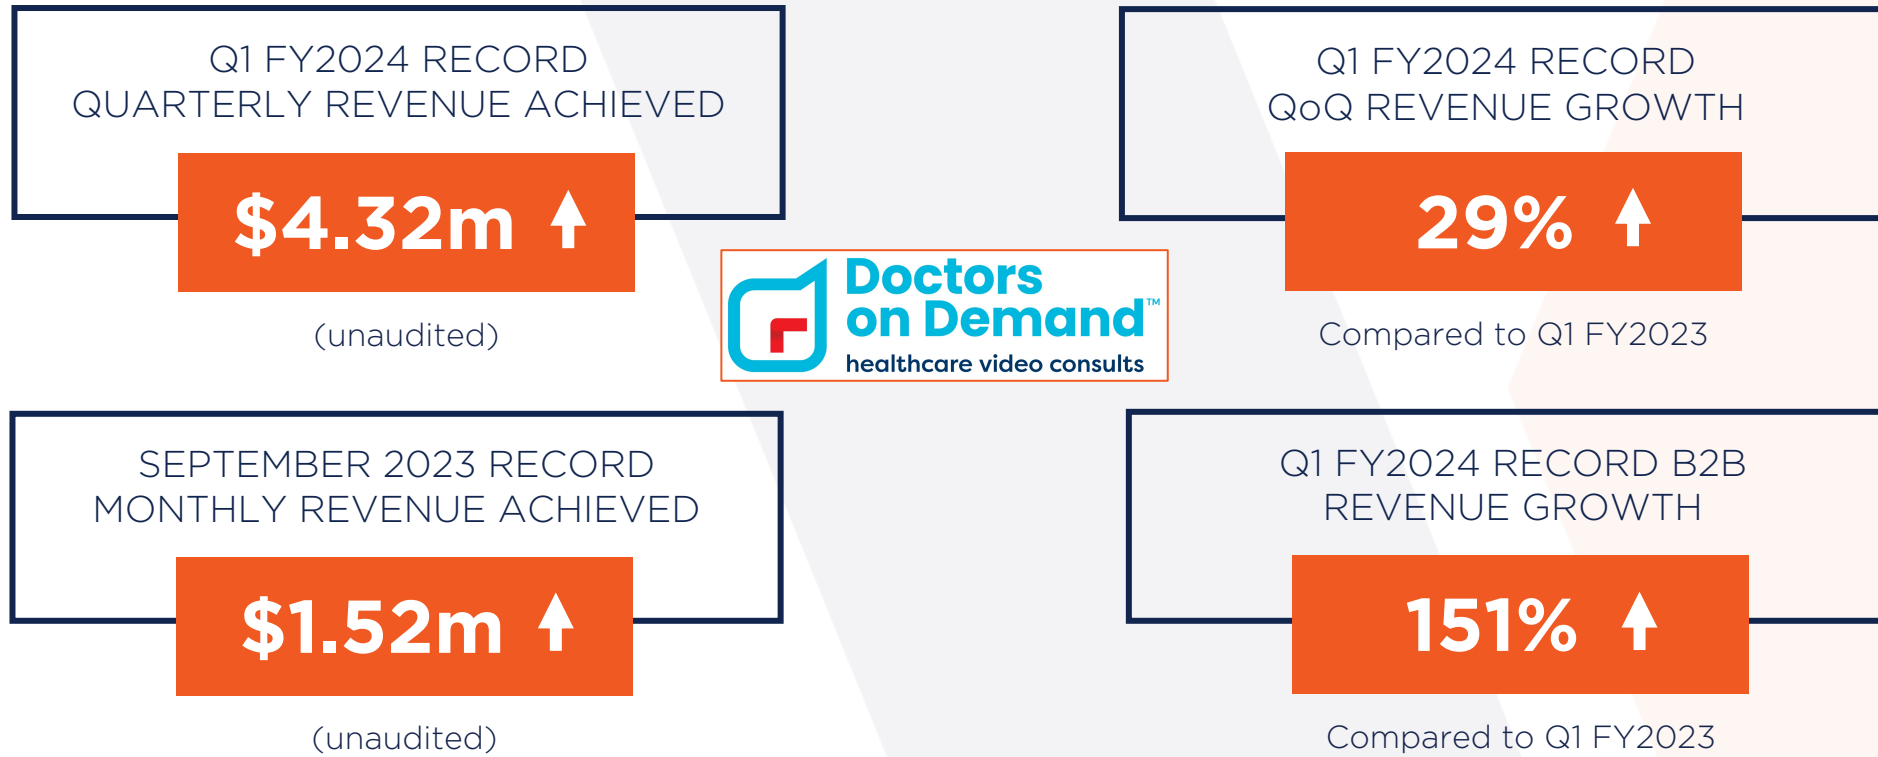 Q1 FY2024 RECORD
QUARTERLY REVENUE ACHIEVED
$4.32m
(unaudited)
Q1 FY2024 RECORD
QoQ REVENUE GROWTH
29%
Compared to Q1 FY2023
Doctors
on Demand™
healthcare video consults
SEPTEMBER 2023 RECORD
MONTHLY REVENUE ACHIEVED
$1.52m
(unaudited)
Q1 FY2024 RECORD B2B
REVENUE GROWTH
151%
Compared to Q1 FY2023